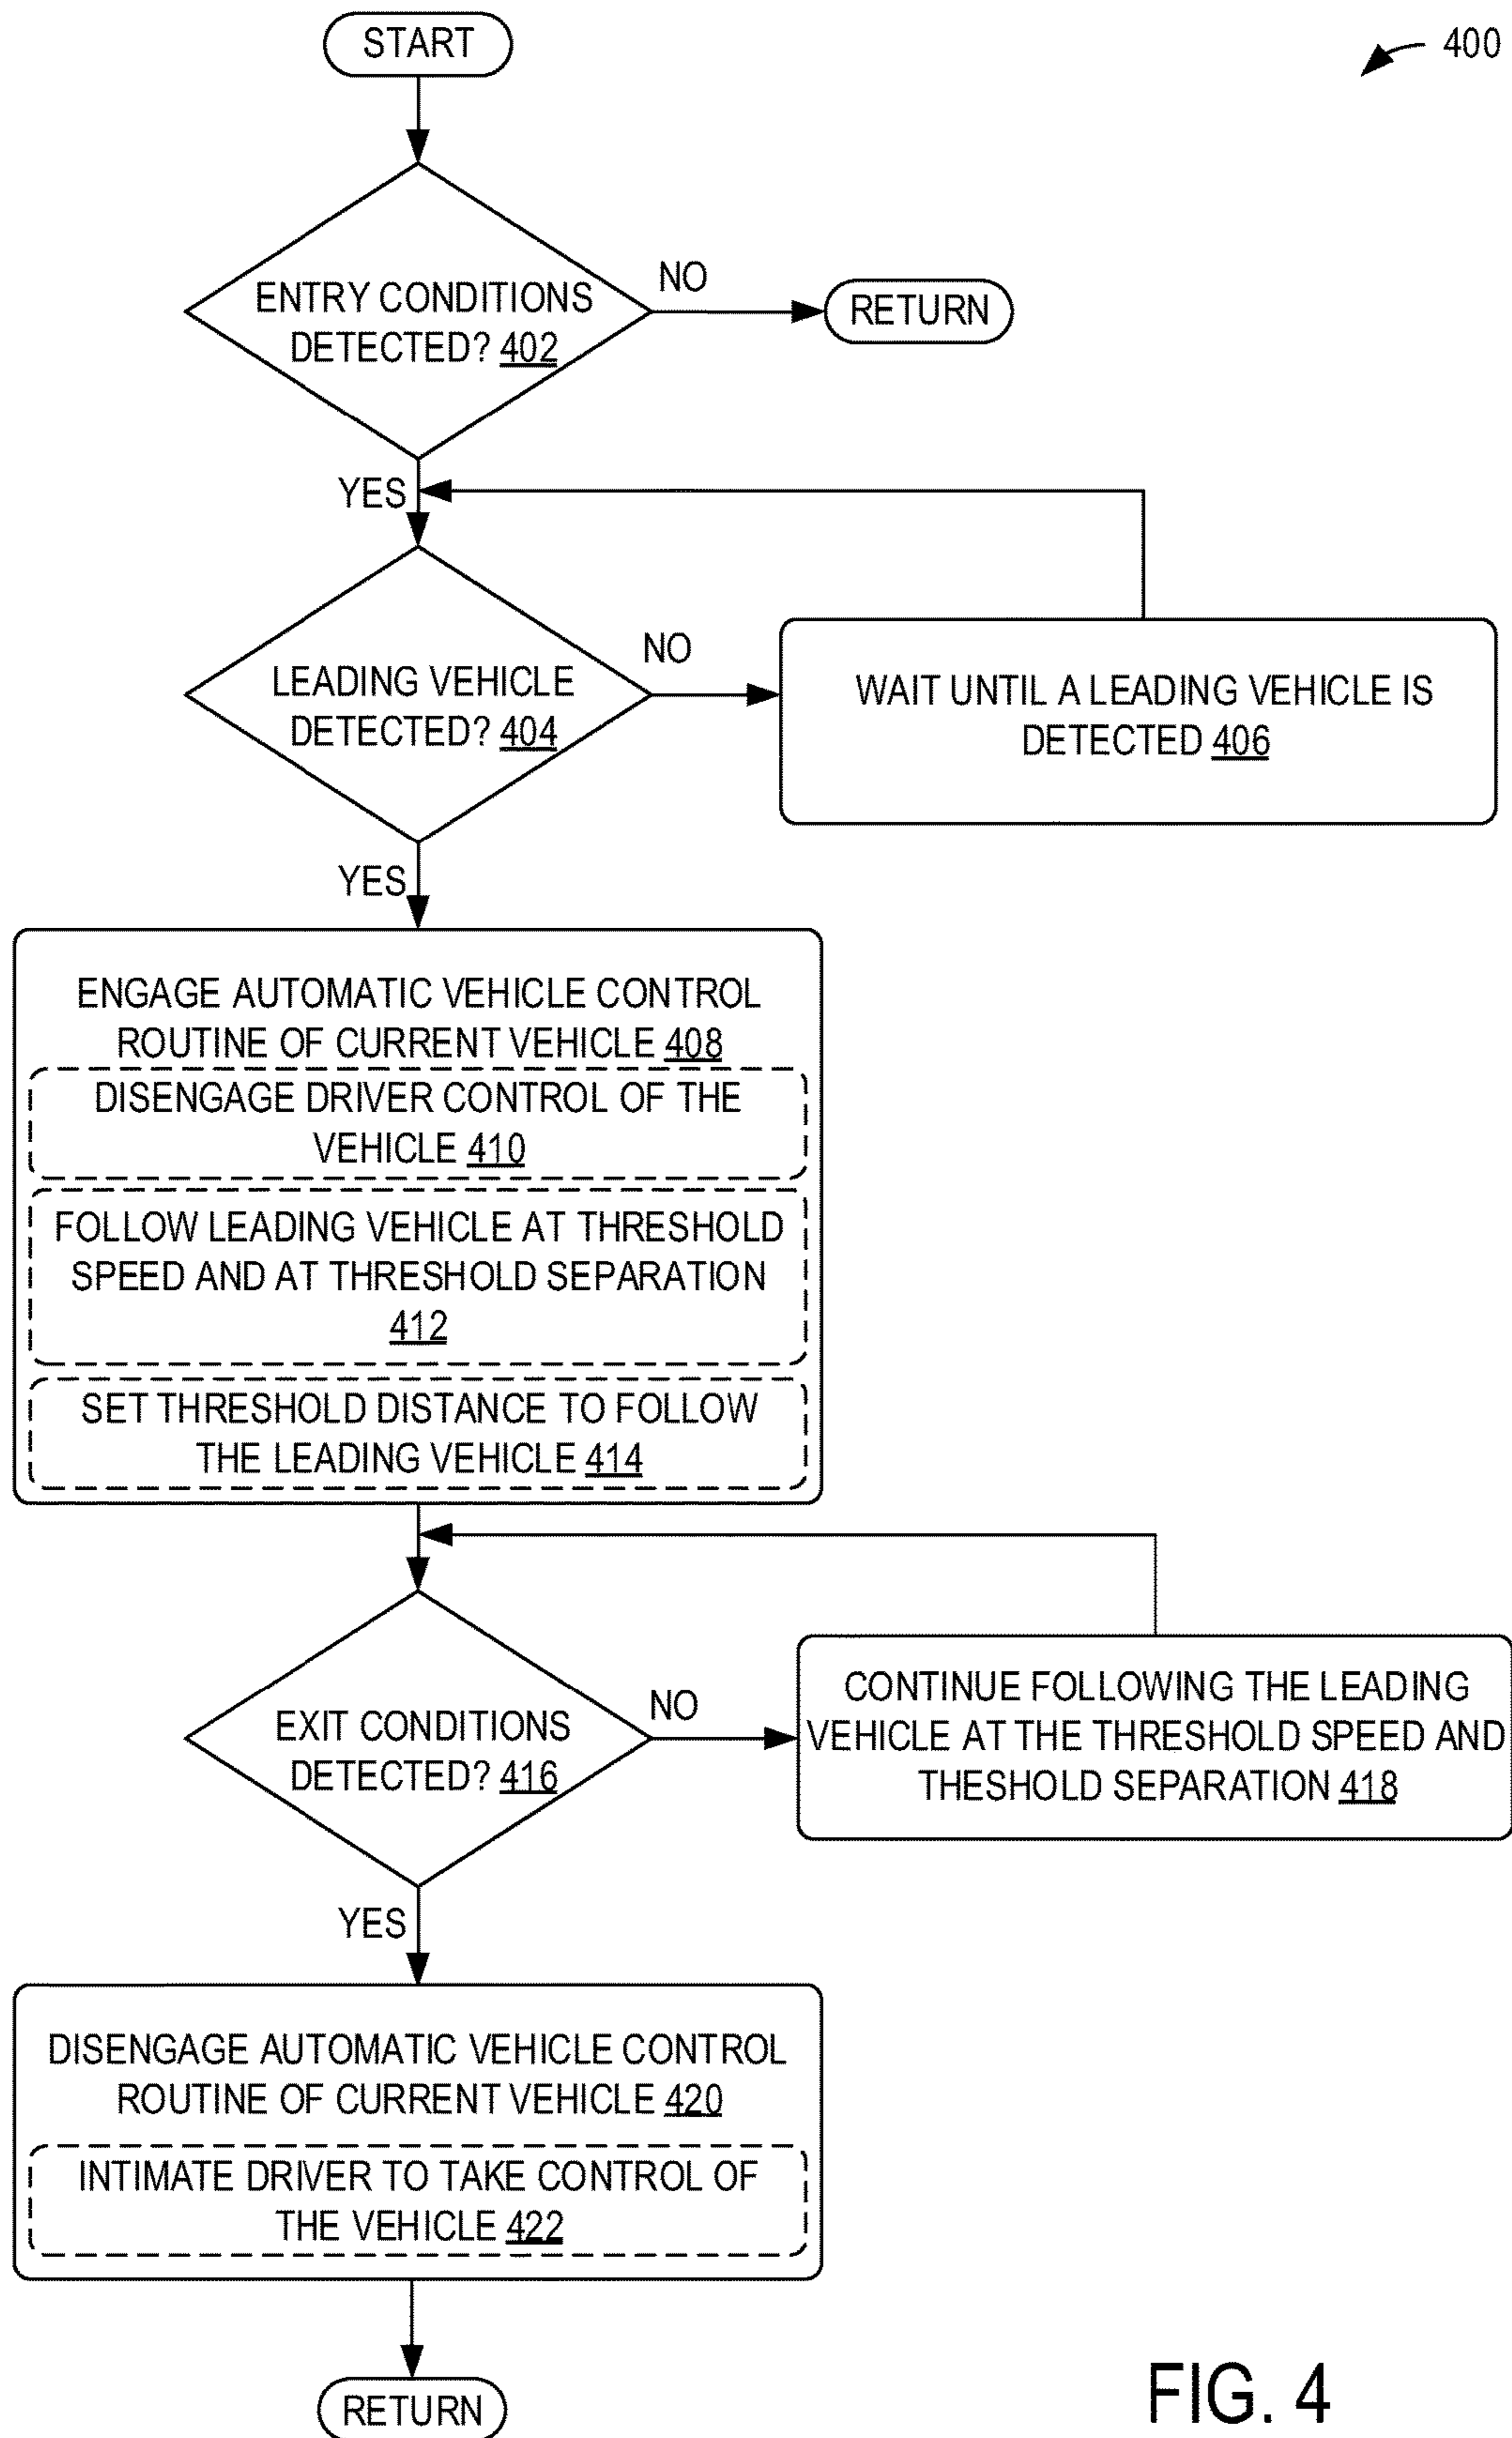 START
400
ENTRY CONDITIONS
DETECTED? 402
NO
RETURN
YES
LEADING VEHICLE
DETECTED? 404
NO
WAIT UNTIL A LEADING VEHICLE IS
DETECTED 406
YES
ENGAGE AUTOMATIC VEHICLE CONTROL
ROUTINE OF CURRENT VEHICLE 408
DISENGAGE DRIVER CONTROL OF THE
VEHICLE 410
FOLLOW LEADING VEHICLE AT THRESHOLD
SPEED AND AT THRESHOLD SEPARATION
412
SET THRESHOLD DISTANCE TO FOLLOW
THE LEADING VEHICLE 414
EXIT CONDITIONS
DETECTED? 416
NO
CONTINUE FOLLOWING THE LEADING
VEHICLE AT THE THRESHOLD SPEED AND
THESHOLD SEPARATION 418
YES
DISENGAGE AUTOMATIC VEHICLE CONTROL
ROUTINE OF CURRENT VEHICLE 420
INTIMATE DRIVER TO TAKE CONTROL OF
THE VEHICLE 422
RETURN
FIG. 4